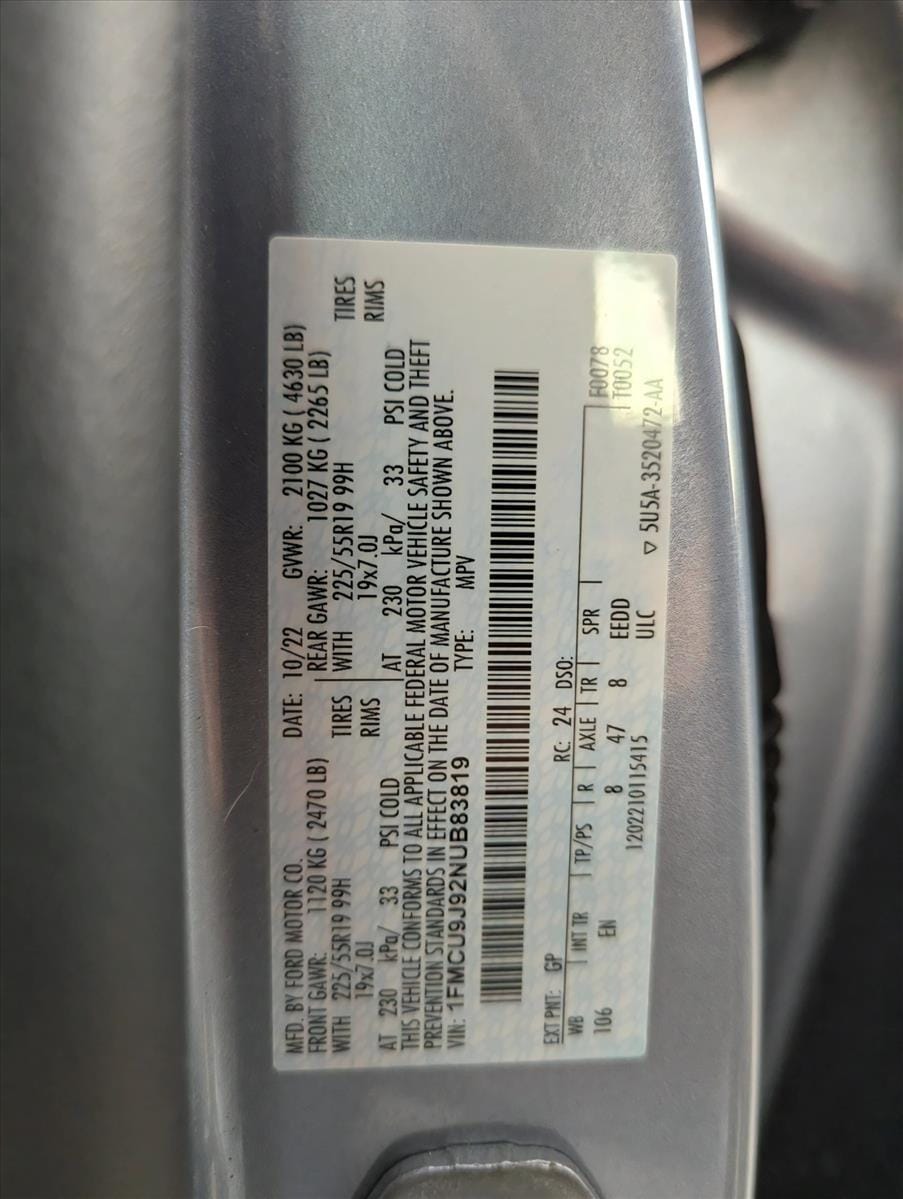 MFD. BY FORD MOTOR CO. DATE: 10/22 GVWR: 2100 KG ( 4630 LB)
FRONT GAWR: 1120 KG ( 2470 LB) REAR GAWR: 1027 KG ( 2265 LB)
WITH 225/55R19 99H TIRES WITH 225/55R19 99H TIRES
19x7.0J RIMS 19x7.0J RIMS
AT 230 kPa/ 33 PSI COLD AT 230 kPa/ 33 PSI COLD
THIS VEHICLE CONFORMS TO ALL APPLICABLE FEDERAL MOTOR VEHICLE SAFETY AND THEFT
PREVENTION STANDARDS IN EFFECT ON THE DATE OF MANUFACTURE SHOWN ABOVE.
VIN: 1FMCU9J92NUB83819 TYPE: MPV
EXT PNT: GP RC: 24 DSO:
WB INT TR TP/PS R AXLE TR SPR F0078
106 EN 8 47 8 EEDD T0052
1202210115415 ULC ▽ 5U5A-3520472-AA